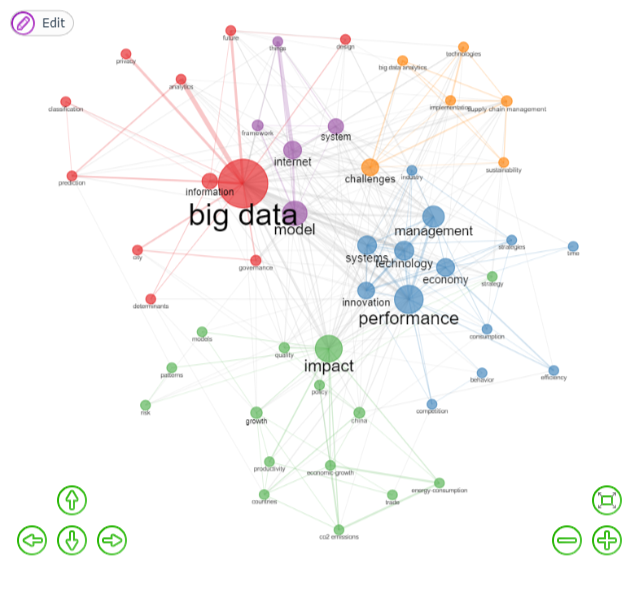 Edit
future
things
design
privacy
technologies
big data analytics
analytics
classification
implementation
supply chain management
framework
system
internet
challenges
industry
sustainability
prediction
information
big data
model
management
systems
technology
strategies
time
city
governance
economy
strategy
determinants
innovation
performance
models
quality
impact
consumption
patterns
policy
behavior
efficiency
risk
growth
china
competition
productivity
economic-growth
countries
trade
energy-consumption
co2 emissions